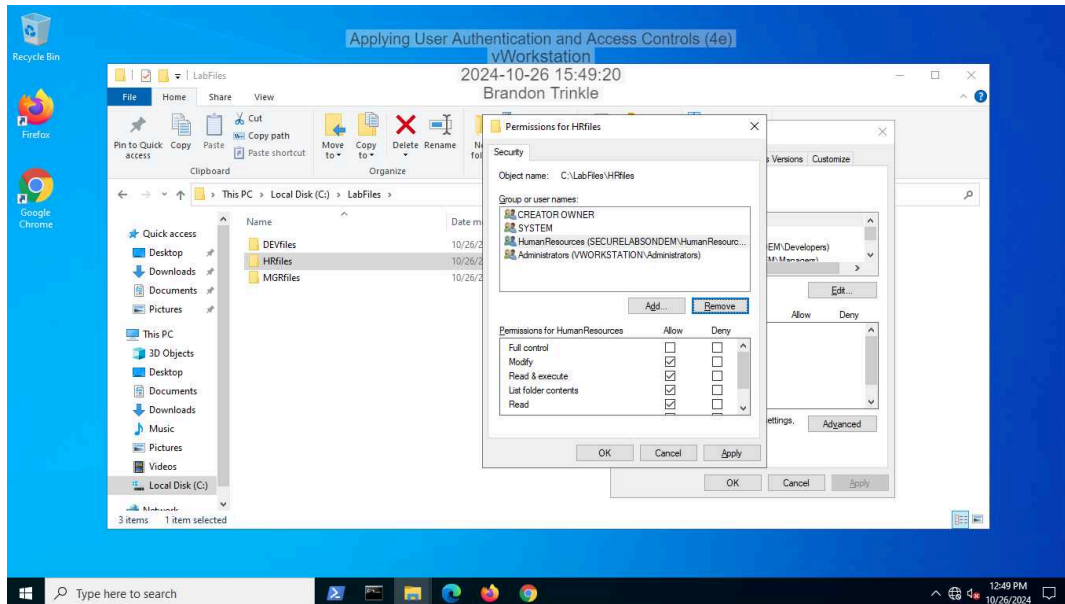 Applying User Authentication and Access Controls (4e)
vWorkstation
2024-10-26 15:49:20
Brandon Trinkle
Recycle Bin
Firefox
Google
Chrome
LabFiles
File Home Share View
Pin to Quick
access
Copy
Paste
Cut
Copy path
Paste shortcut
Move
to
Copy
to
Delete
Rename
Clipboard
Organize
This PC > Local Disk (C:) > LabFiles >
Name
Quick access
Desktop
Downloads
Documents
Pictures
This PC
3D Objects
Desktop
Documents
Downloads
Music
Pictures
Videos
Local Disk (C:)
DEVfiles
HRfiles
MGRfiles
10/26/2
10/26/2
3 items 1 item selected
Permissions for HRfiles
Security
Object name: C:\LabFiles\HRfiles
Group or user names:
CREATOR OWNER
SYSTEM
HumanResources (SECURELABSONDEM\HumanResourc...
Administrators (VWORKSTATION\Administrators)
Add... Remove
Permissions for HumanResources Allow Deny
Full control
Modify
Read & execute
List folder contents
Read
OK Cancel Apply
s Versions Customize
EM\Developers)
Edit...
Allow Deny
ettings,
Advanced
OK Cancel Apply
Type here to search
12:49 PM
10/26/2024